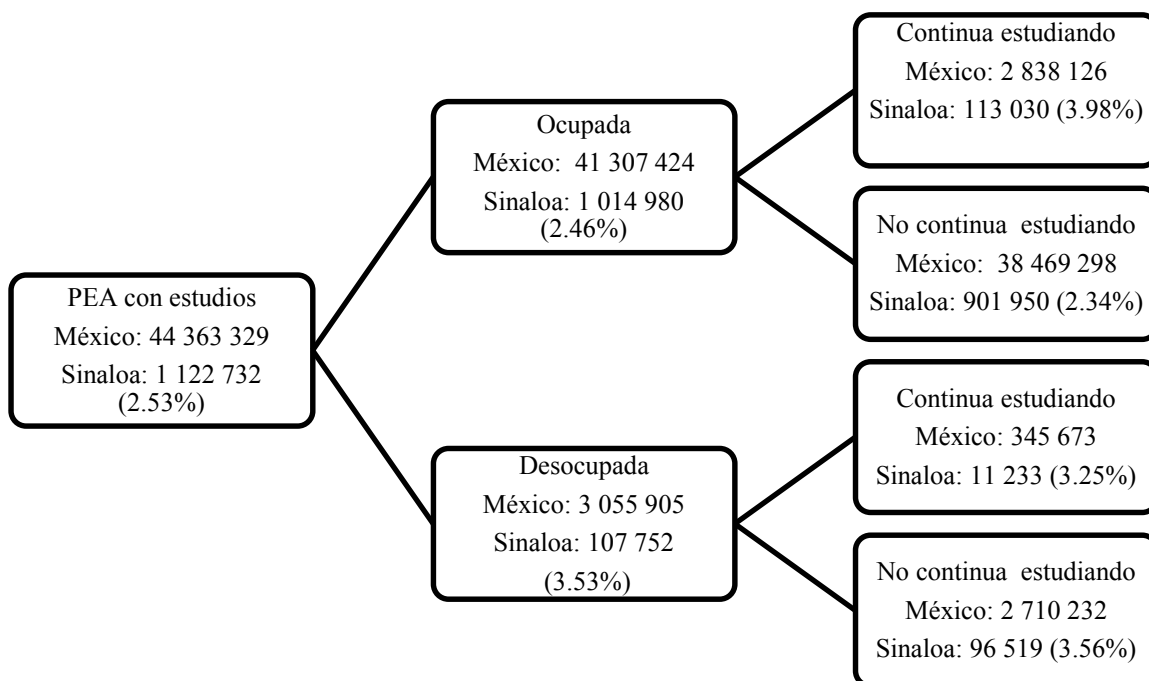 PEA con estudios
México: 44 363 329
Sinaloa: 1 122 732
(2.53%)
Ocupada
México: 41 307 424
Sinaloa: 1 014 980
(2.46%)
Desocupada
México: 3 055 905
Sinaloa: 107 752
(3.53%)
Continua estudiando
México: 2 838 126
Sinaloa: 113 030 (3.98%)
No continua estudiando
México: 38 469 298
Sinaloa: 901 950 (2.34%)
Continua estudiando
México: 345 673
Sinaloa: 11 233 (3.25%)
No continua estudiando
México: 2 710 232
Sinaloa: 96 519 (3.56%)